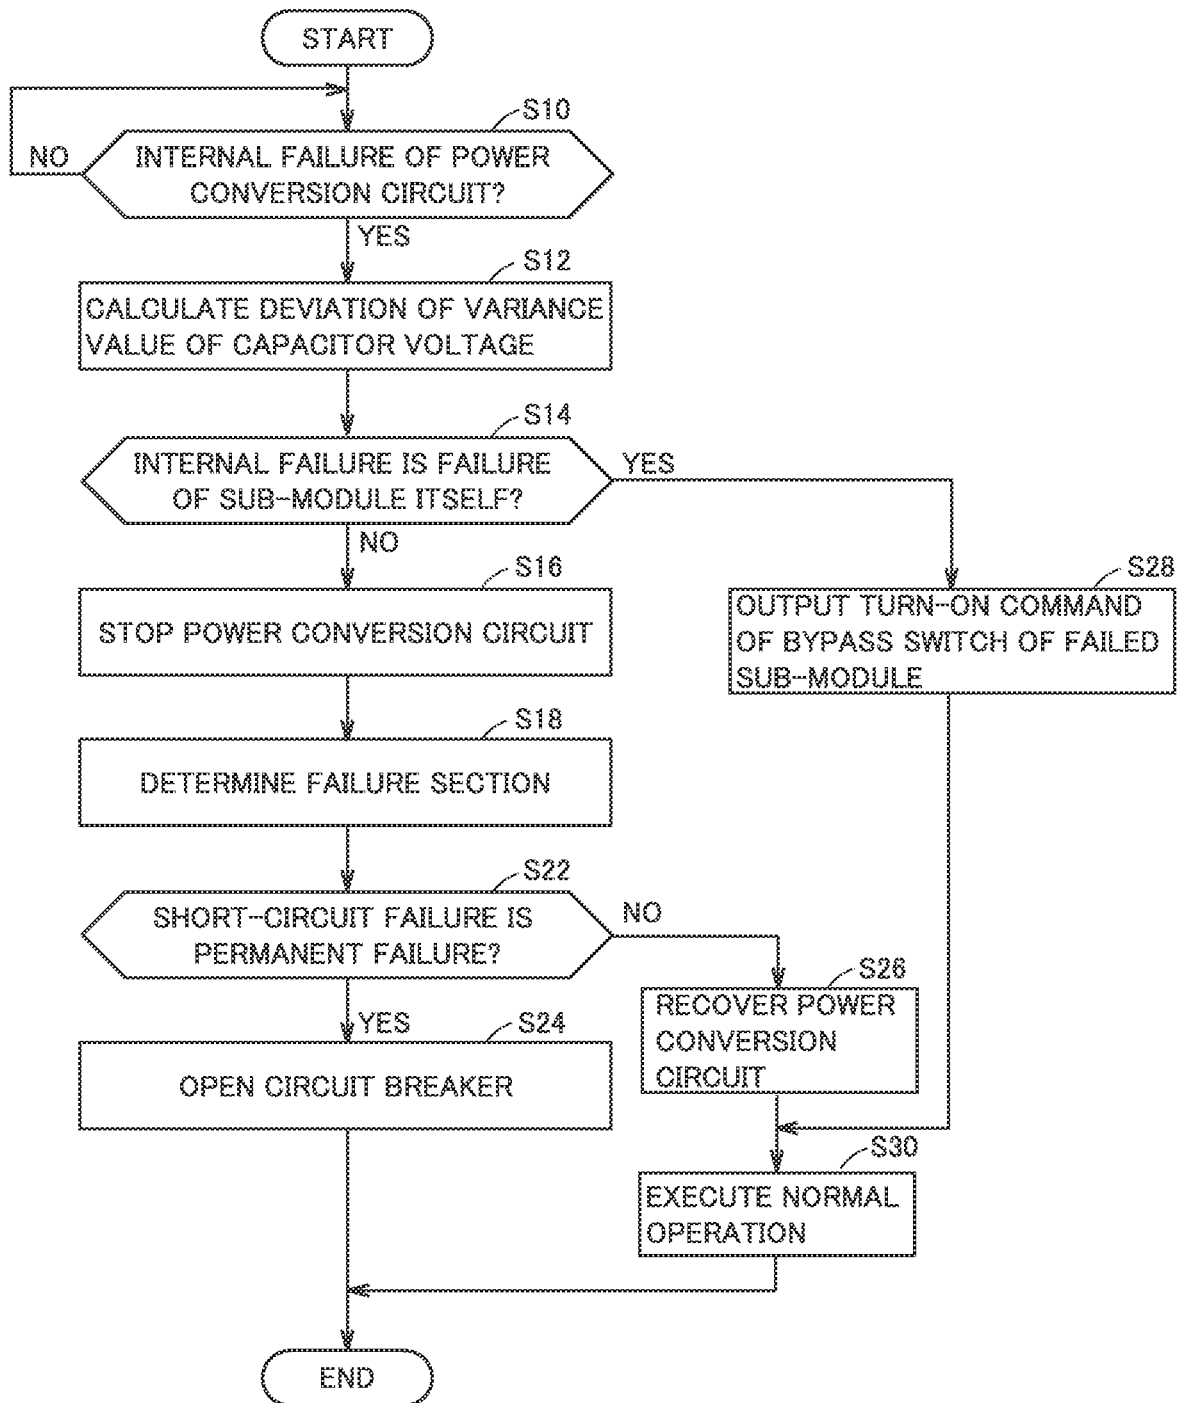 START
S10
NO
INTERNAL FAILURE OF POWER
CONVERSION CIRCUIT?
YES
S12
CALCULATE DEVIATION OF VARIANCE
VALUE OF CAPACITOR VOLTAGE
S14
INTERNAL FAILURE IS FAILURE
OF SUB-MODULE ITSELF?
YES
NO
S16
STOP POWER CONVERSION CIRCUIT
S28
OUTPUT TURN-ON COMMAND
OF BYPASS SWITCH OF FAILED
SUB-MODULE
S18
DETERMINE FAILURE SECTION
S22
SHORT-CIRCUIT FAILURE IS
PERMANENT FAILURE?
NO
S26
RECOVER POWER
CONVERSION
CIRCUIT
YES
S24
OPEN CIRCUIT BREAKER
S30
EXECUTE NORMAL
OPERATION
END